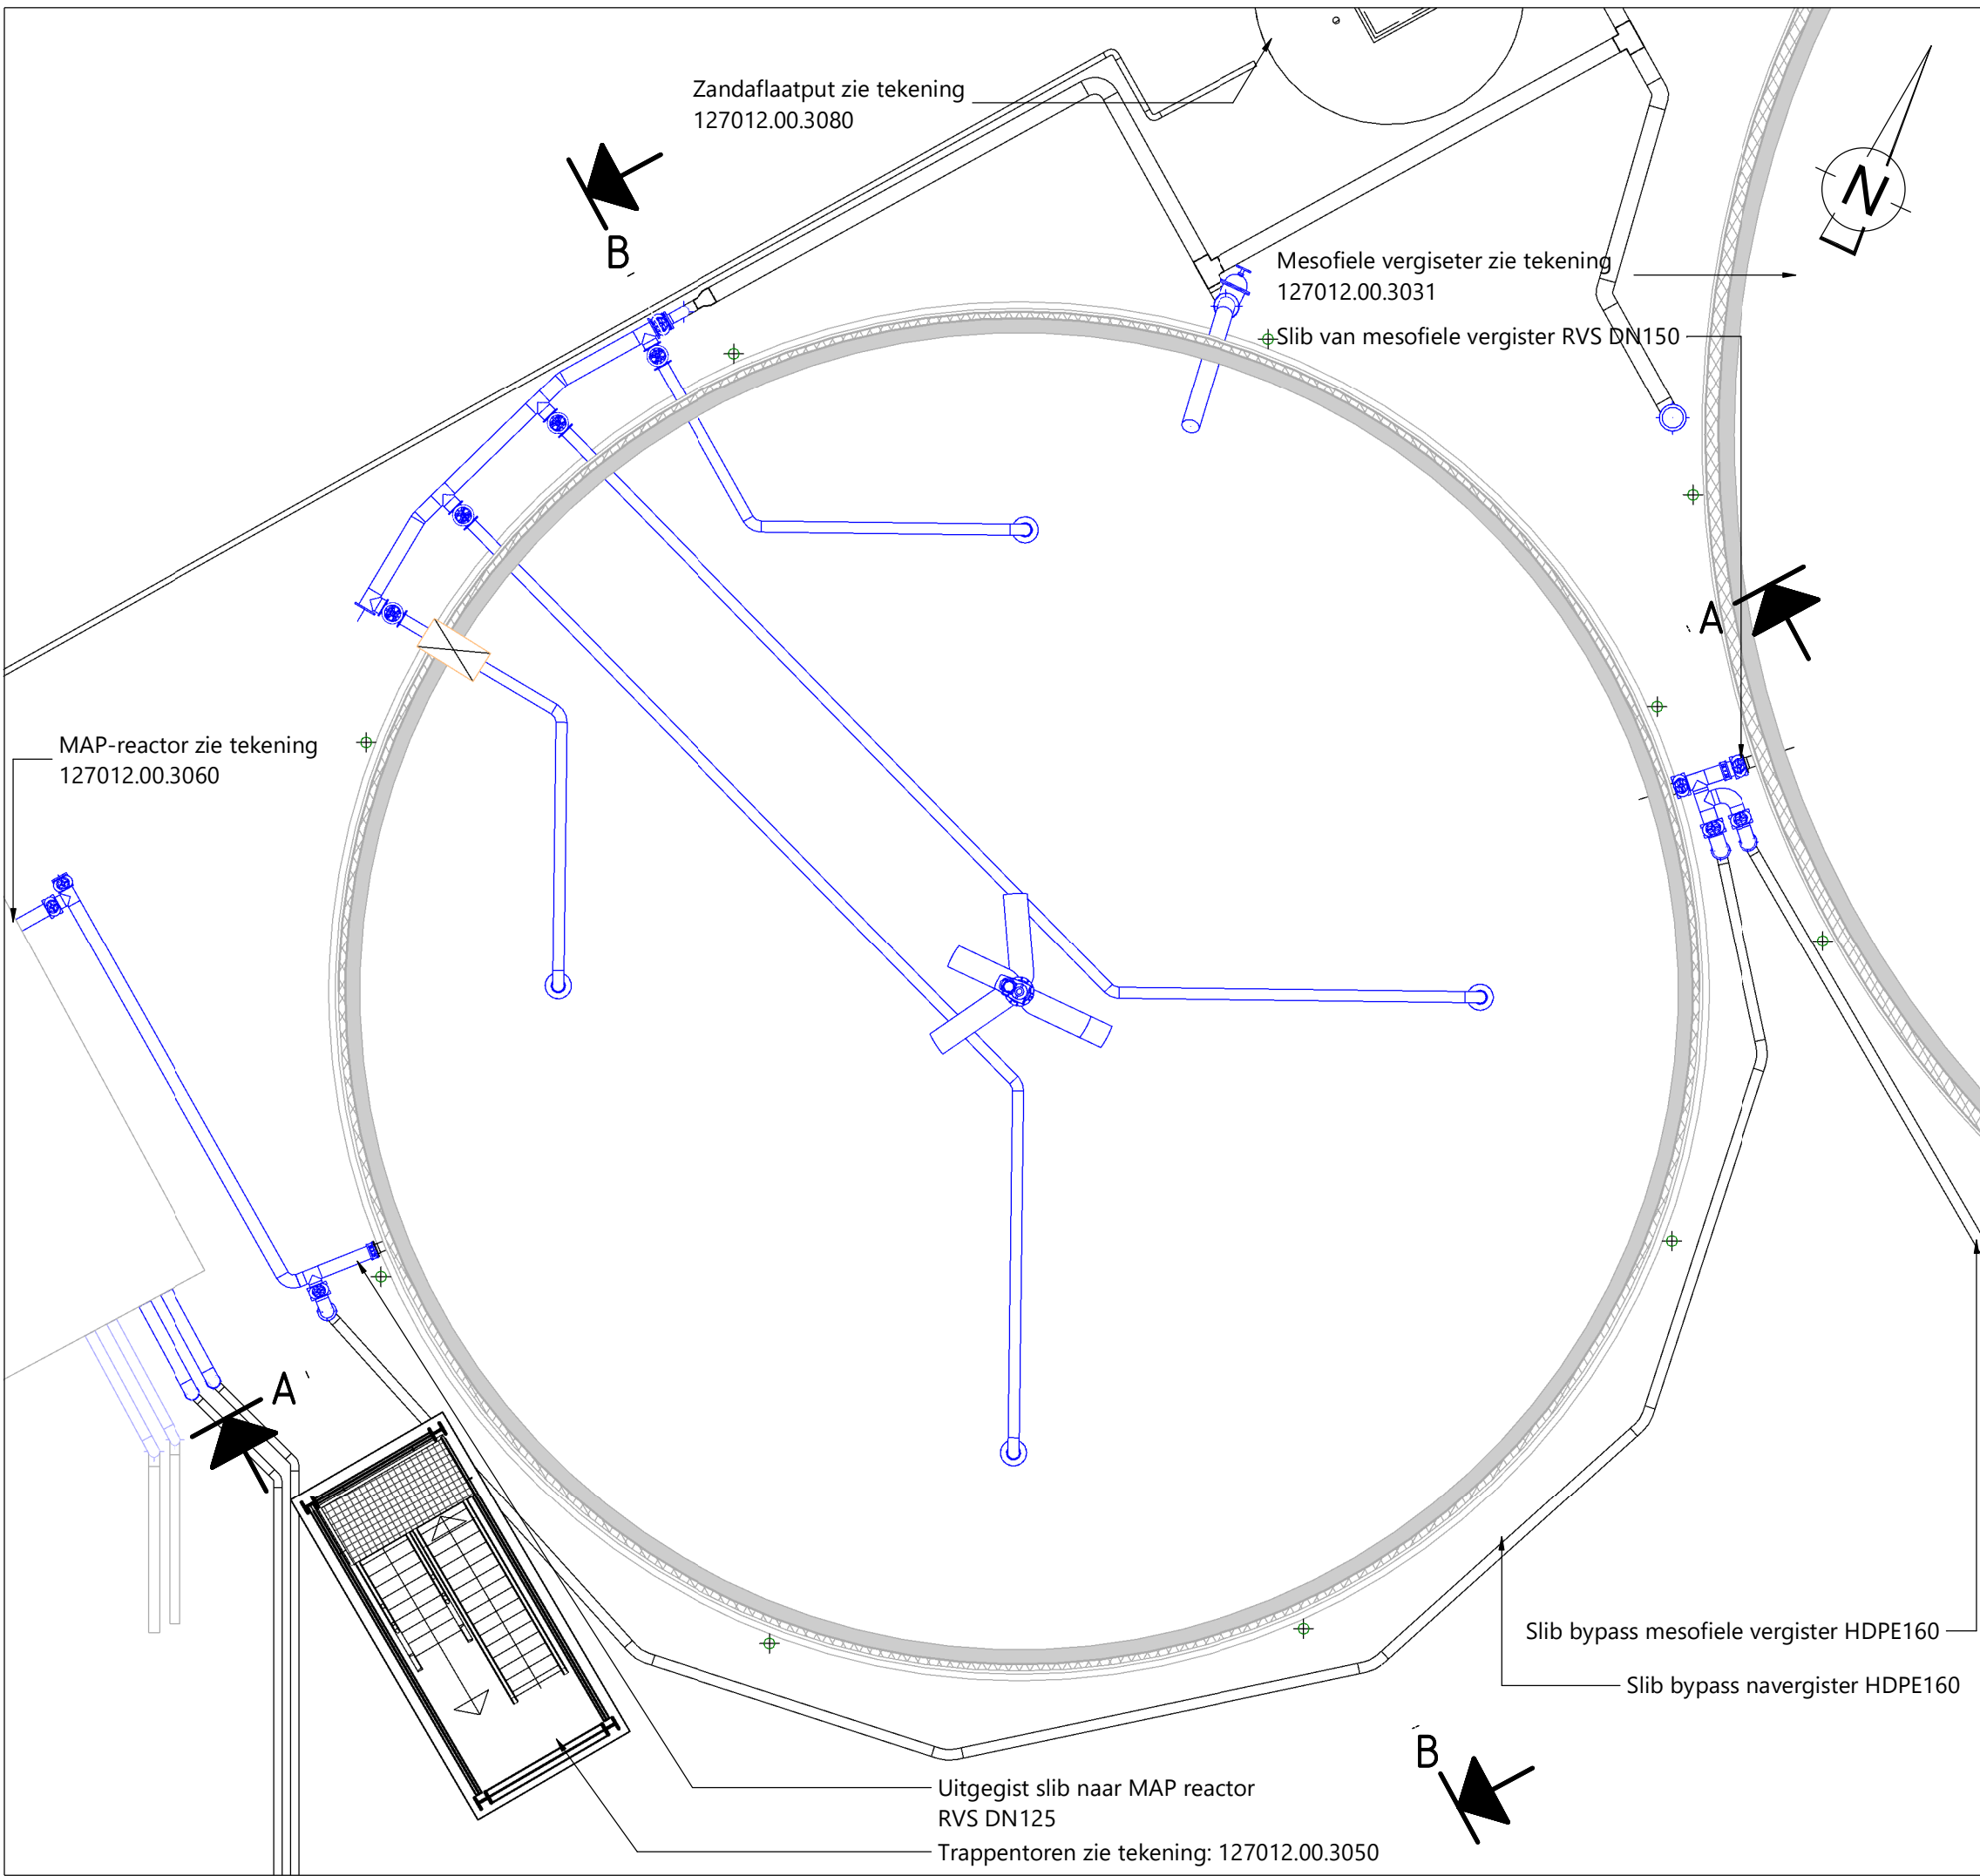 Zandaflaatput zie tekening
127012.00.3080
B
N
Mesofiele vergiseter zie tekening
127012.00.3031
Slib van mesofiele vergister RVS DN150
A
MAP-reactor zie tekening
127012.00.3060
A
Slib bypass mesofiele vergister HDPE160
Slib bypass navergister HDPE160
B
Uitgegist slib naar MAP reactor
RVS DN125
Trappentoren zie tekening: 127012.00.3050